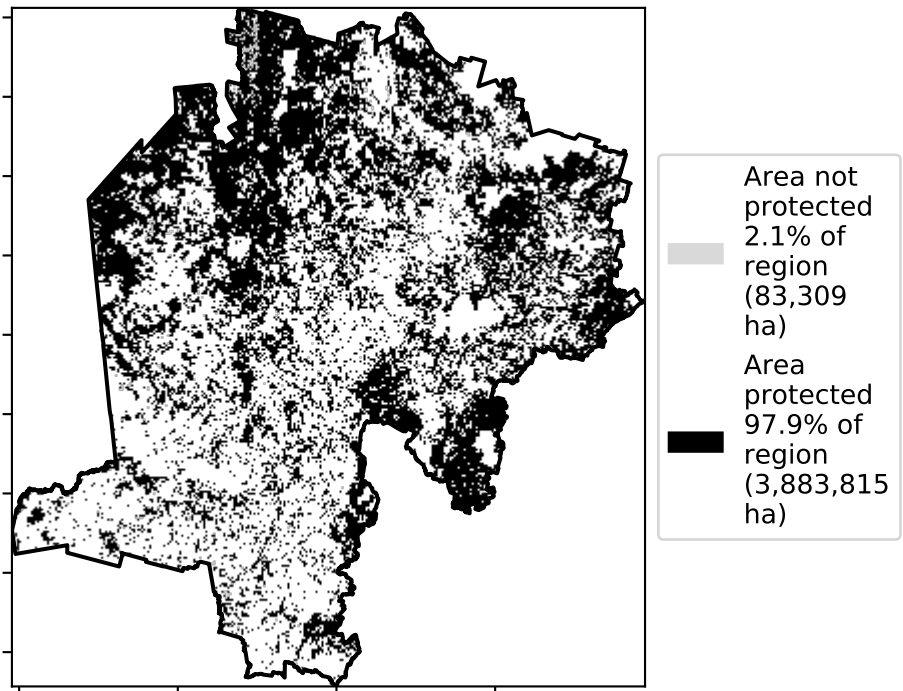 Area not
protected
2.1% of
region
(83,309
ha)
Area
protected
97.9% of
region
(3,883,815
ha)